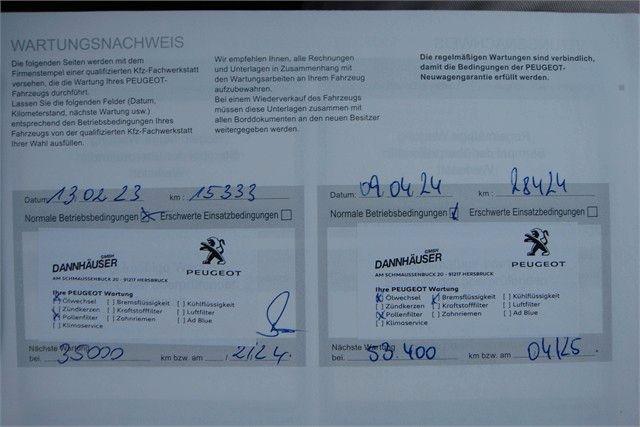 WARTUNGSNACHWEIS
Die folgenden Seiten werden mit dem
Firmenstempel einer qualifizierten Kfz-Fachwerkstatt
versehen, die die Wartung Ihres PEUGEOT-
Fahrzeugs durchführt.
Lassen Sie die folgenden Felder (Datum,
Kilometerstand, nächste Wartung usw.)
entsprechend den Betriebsbedingungen Ihres
Fahrzeugs von der qualifizierten Kfz-Fachwerkstatt
Ihrer Wahl ausfüllen.
Wir empfehlen Ihnen, alle Rechnungen
und Unterlagen in Zusammenhang mit
den Wartungsarbeiten an Ihrem Fahrzeug
aufzubewahren.
Bei einem Wiederverkauf des Fahrzeugs
müssen diese Unterlagen zusammen mit
allen Borddokumenten an den neuen Besitzer
weitergegeben werden.
Die regelmäßigen Wartungen sind verbindlich,
damit die Bedingungen der PEUGEOT-
Neuwagengarantie erfüllt werden.
Datum: 13.02.23 km: 15333
Normale Betriebsbedingungen Erschwerte Einsatzbedingungen
DANNHÄUSER GMBH
AM SCHMAUSSENBUCK 20 - 91217 HERSBRUCK
PEUGEOT
Ihre PEUGEOT Wartung
[X] Ölwechsel [ ] Bremsflüssigkeit [ ] Kühlflüssigkeit
[ ] Zündkerzen [ ] Kraftstofffilter [ ] Luftfilter
[X] Pollenfilter [ ] Zahnriemen [ ] Ad Blue
[ ] Klimaservice
Nächste Wartung
bei: 35000 km bzw. am 2/24
Datum: 09.04.24 km: 28424
Normale Betriebsbedingungen Erschwerte Einsatzbedingungen
DANNHÄUSER GMBH
AM SCHMAUSSENBUCK 20 - 91217 HERSBRUCK
PEUGEOT
Ihre PEUGEOT Wartung
[X] Ölwechsel [X] Bremsflüssigkeit [ ] Kühlflüssigkeit
[ ] Zündkerzen [ ] Kraftstofffilter [ ] Luftfilter
[X] Pollenfilter [ ] Zahnriemen [ ] Ad Blue
[ ] Klimaservice
Nächste Wartung
bei: 53.400 km bzw. am 04/25